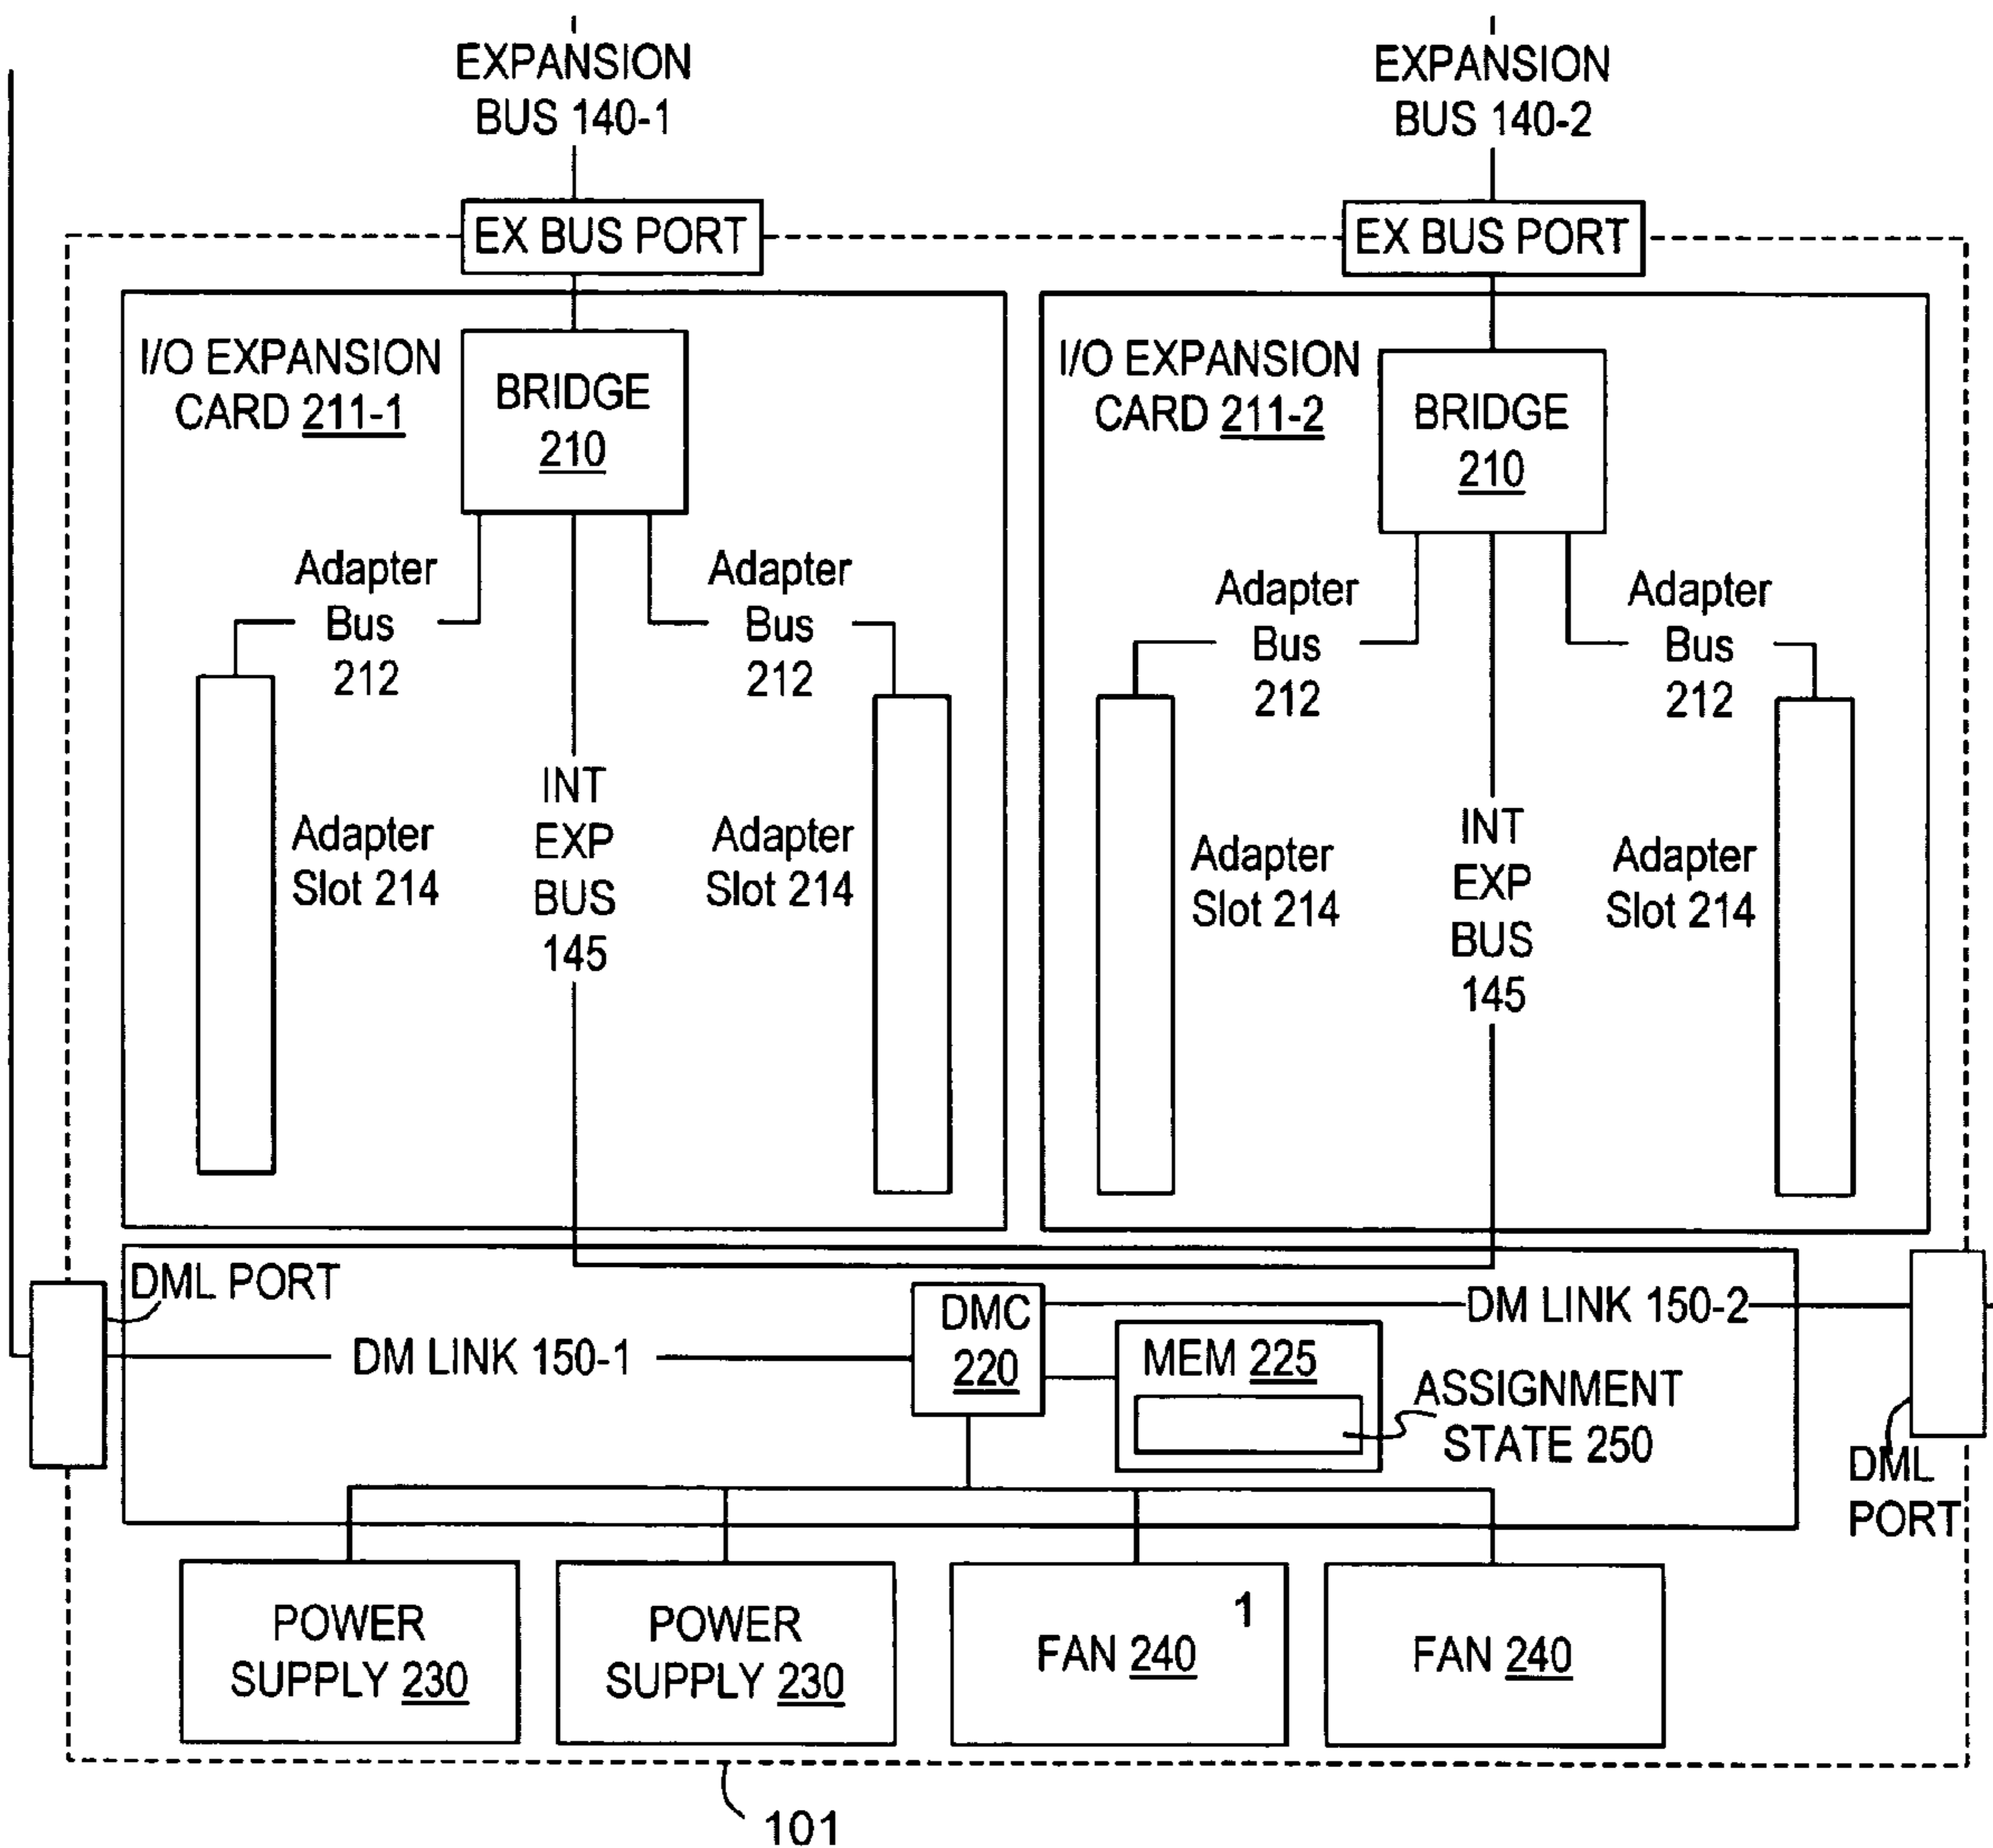 EXPANSION
BUS 140-1
EXPANSION
BUS 140-2
EX BUS PORT
EX BUS PORT
I/O EXPANSION
CARD 211-1
BRIDGE
210
I/O EXPANSION
CARD 211-2
BRIDGE
210
Adapter
Bus
212
Adapter
Bus
212
Adapter
Bus
212
Adapter
Bus
212
Adapter
Slot 214
INT
EXP
BUS
145
Adapter
Slot 214
Adapter
Slot 214
INT
EXP
BUS
145
Adapter
Slot 214
DML PORT
DM LINK 150-1
DMC
220
DM LINK 150-2
MEM 225
ASSIGNMENT
STATE 250
DML
PORT
POWER
SUPPLY 230
POWER
SUPPLY 230
1
FAN 240
FAN 240
101